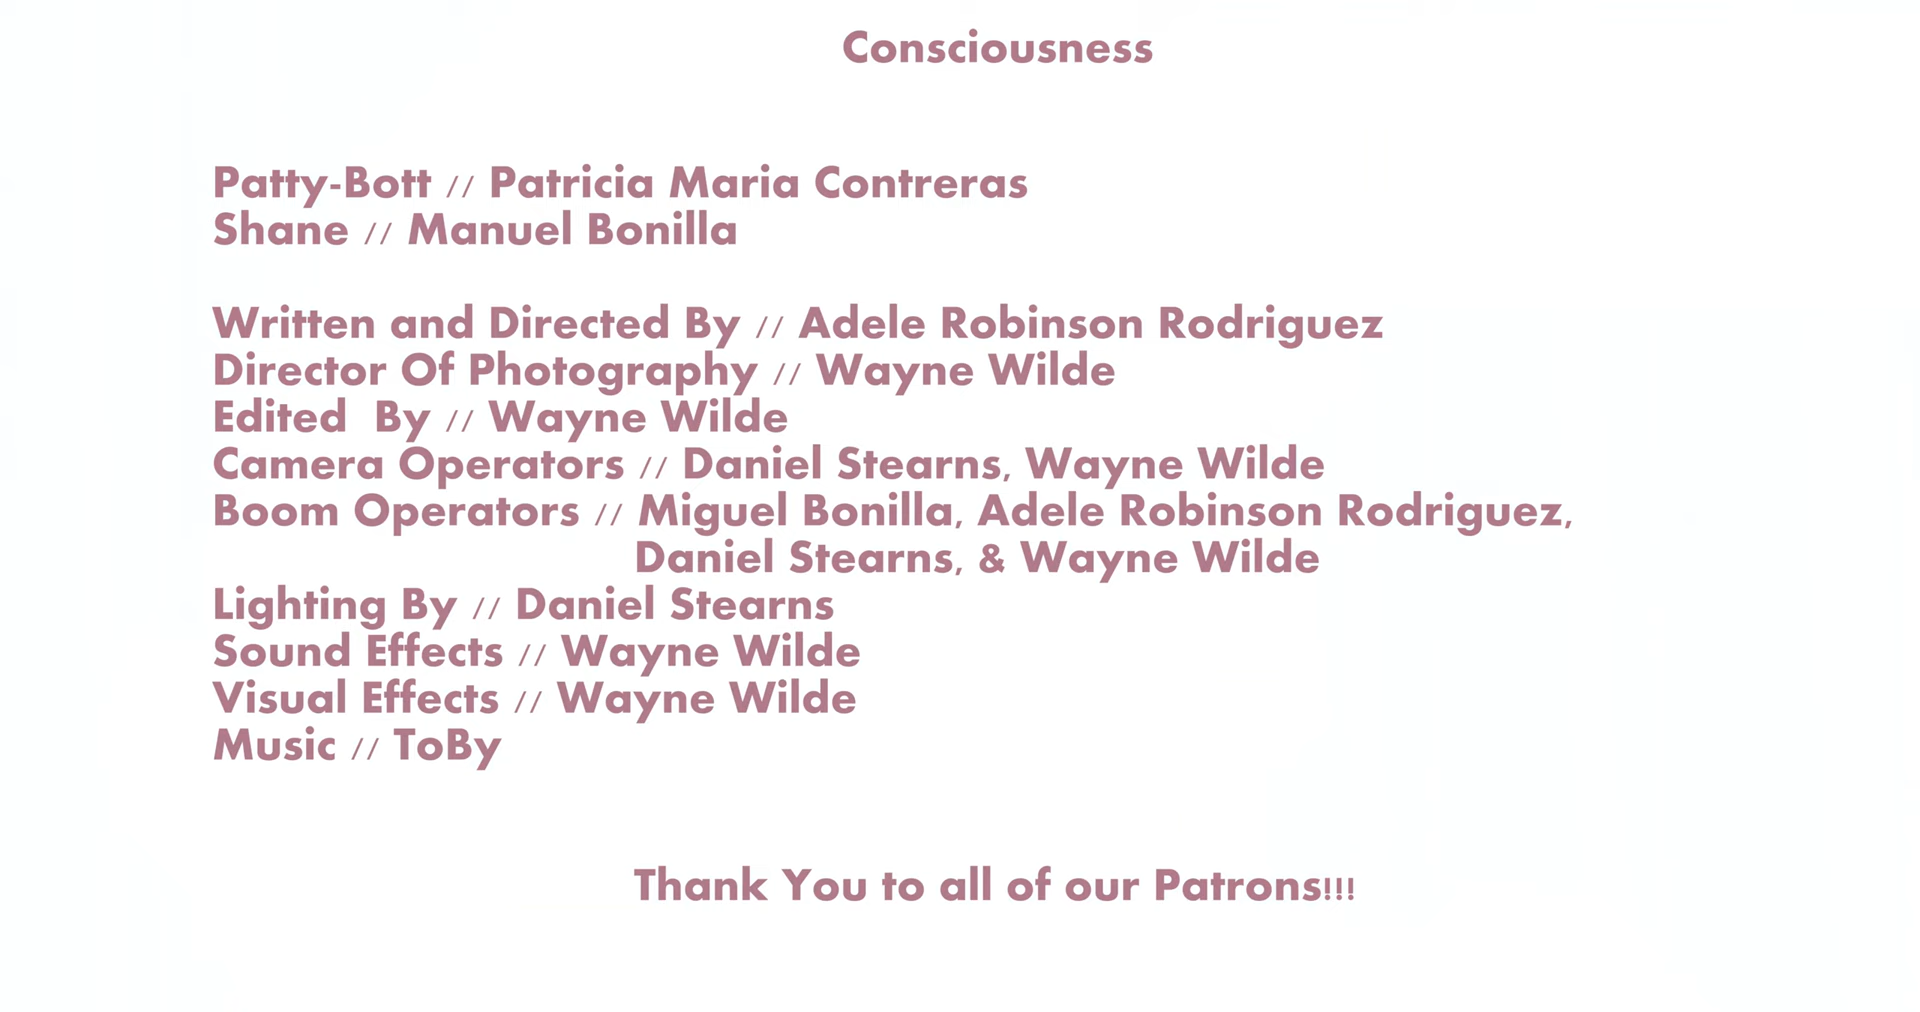 Consciousness
Patty-Bott // Patricia Maria Contreras
Shane // Manuel Bonilla
Written and Directed By // Adele Robinson Rodriguez
Director Of Photography // Wayne Wilde
Edited  By // Wayne Wilde
Camera Operators // Daniel Stearns, Wayne Wilde
Boom Operators // Miguel Bonilla, Adele Robinson Rodriguez,
Daniel Stearns, & Wayne Wilde
Lighting By // Daniel Stearns
Sound Effects // Wayne Wilde
Visual Effects // Wayne Wilde
Music // ToBy
Thank You to all of our Patrons!!!